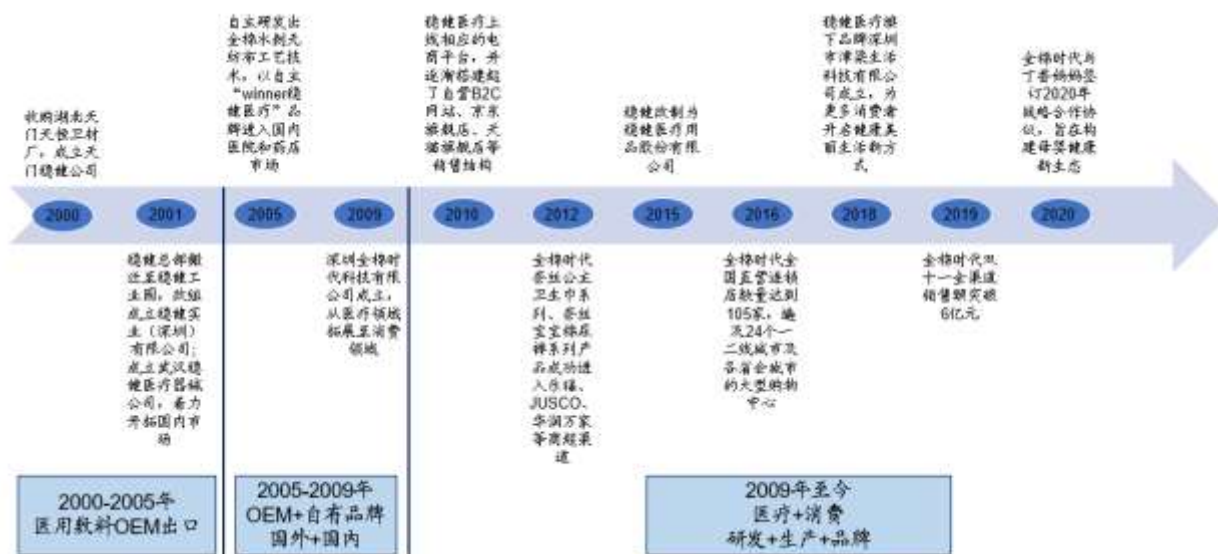 收购湖北天
门天恒卫材
厂，成立天
门稳健公司
自主研发出
全棉水刺无
纺布工艺技
术，以自主
“winner稳
健医疗”品
牌进入国内
医院和药店
市场
稳健医疗上
线相应的电
商平台，并
逐渐搭建起
了自营B2C
网站、京东
旗舰店、天
猫旗舰店等
销售结构
稳健改制为
稳健医疗用
品股份有限
公司
稳健医疗旗
下品牌深圳
市津梁生活
科技有限公
司成立，为
更多消费者
开启健康美
丽生活新方
式
全棉时代与
丁香妈妈签
订2020年
战略合作协
议，旨在构
建母婴健康
新生态
2000
2001
2005
2009
2010
2012
2015
2016
2018
2019
2020
稳健总部搬
迁至稳健工
业园，改组
成立稳健实
业（深圳）
有限公司；
成立武汉稳
健医疗器械
公司，着力
开拓国内市
场
深圳全棉时
代科技有限
公司成立，
从医疗领域
拓展至消费
领域
全棉时代
奈丝公主
卫生巾系
列、奈丝
宝宝棉尿
裤系列产
品成功进
入乐福、
JUSCO、
华润万家
等商超渠
道
全棉时代全
国直营连锁
店数量达到
105家，遍
及24个一
二线城市及
各省会城市
的大型购物
中心
全棉时代双
十一全渠道
销售额突破
6亿元
2000-2005年
医用敷料OEM出口
2005-2009年
OEM+自有品牌
国外+国内
2009年至今
医疗+消费
研发+生产+品牌